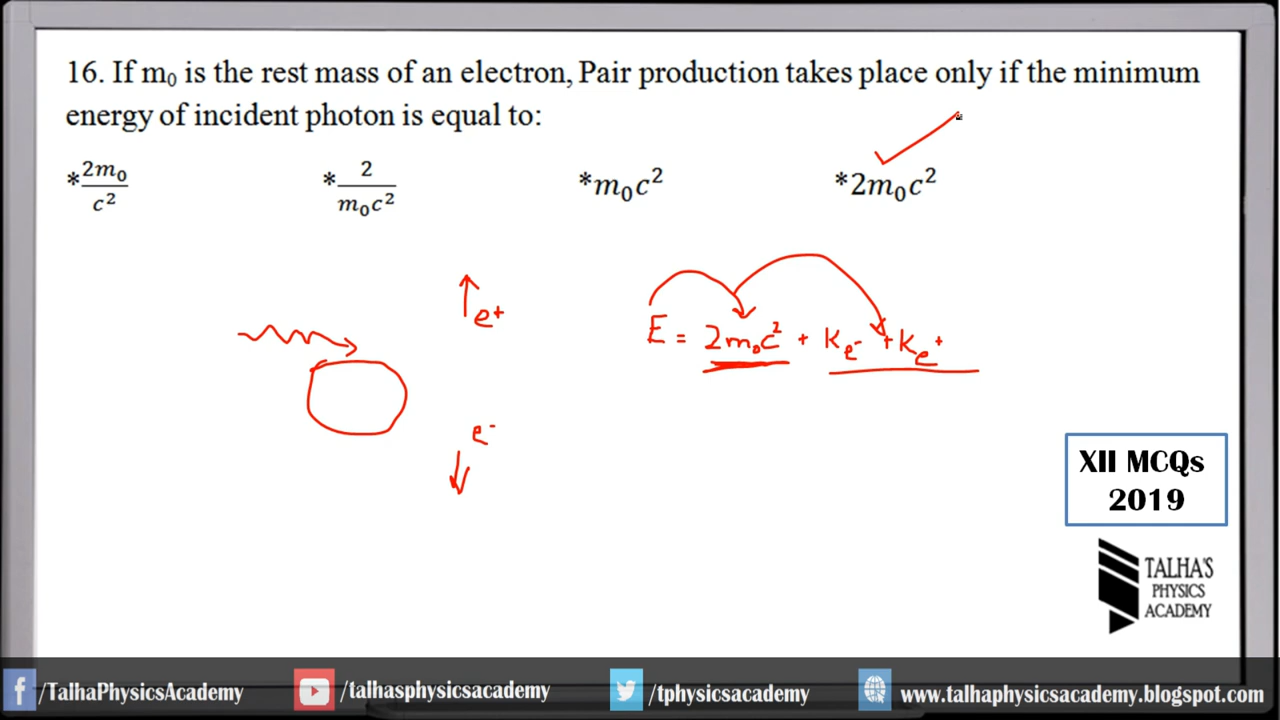 16. If m₀ is the rest mass of an electron, Pair production takes place only if the minimum
energy of incident photon is equal to:
*2m₀/c² *2/m₀c² *m₀c² *2m₀c²
e⁺
E = 2m₀c² + Kₑ- + Kₑ+
e⁻
XII MCQs
2019
TALHA'S
PHYSICS
ACADEMY
/TalhaPhysicsAcademy /talhasphysicsacademy /tphysicsacademy www.talhaphysicsacademy.blogspot.com